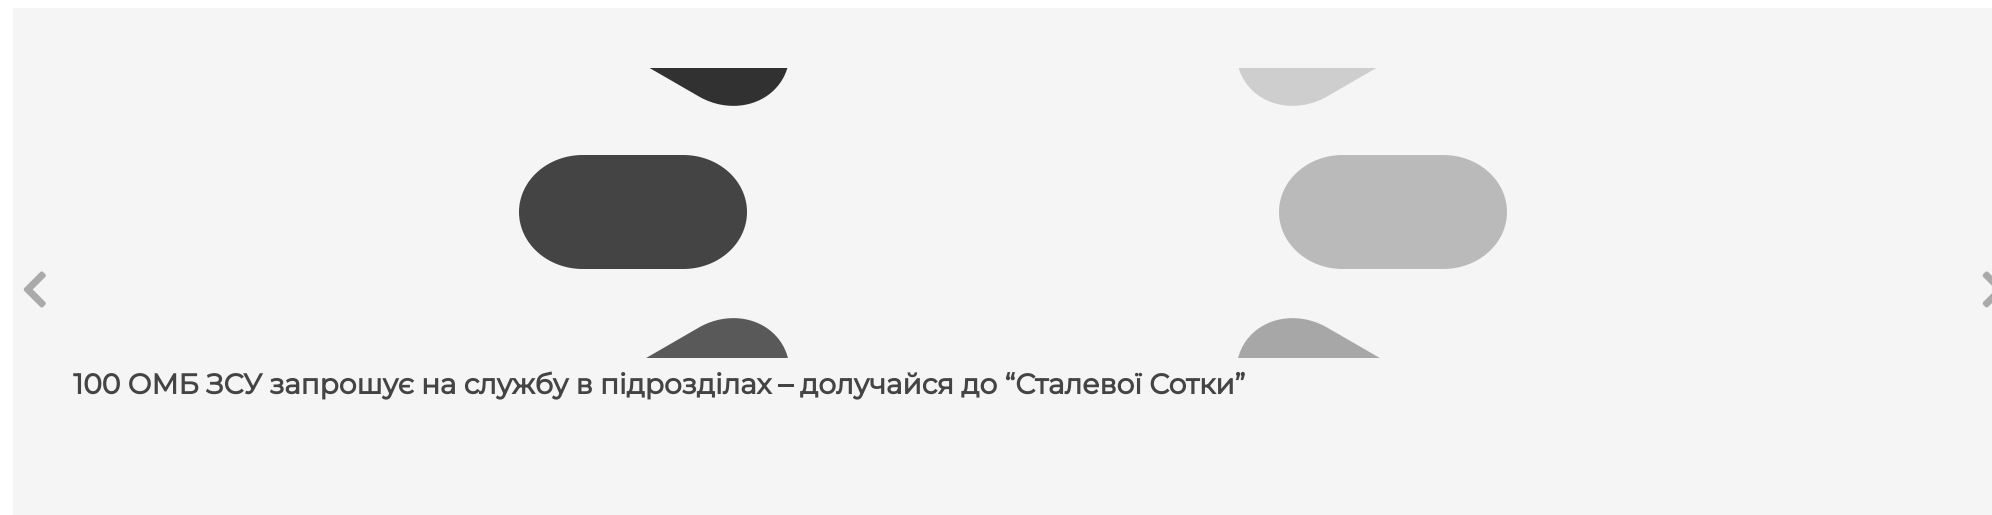 100 ОМБ ЗСУ запрошує на службу в підрозділах – долучайся до “Сталевої Сотки”